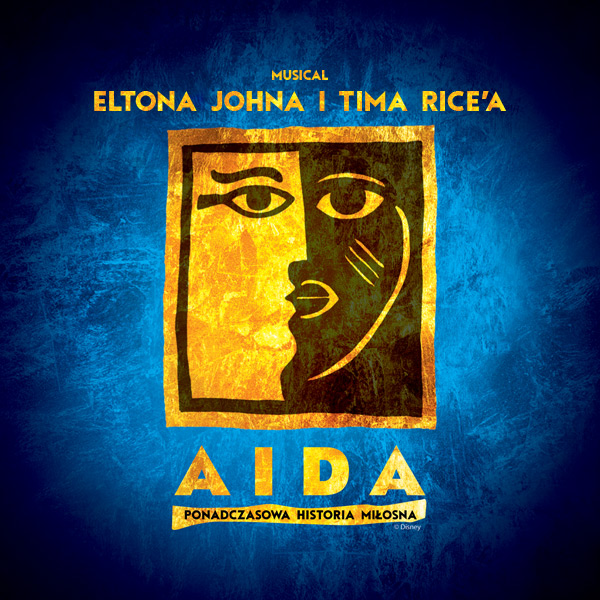 MUSICAL
ELTONA JOHNA I TIMA RICE'A
AIDA
PONADCZASOWA HISTORIA MIŁOSNA
© Disney